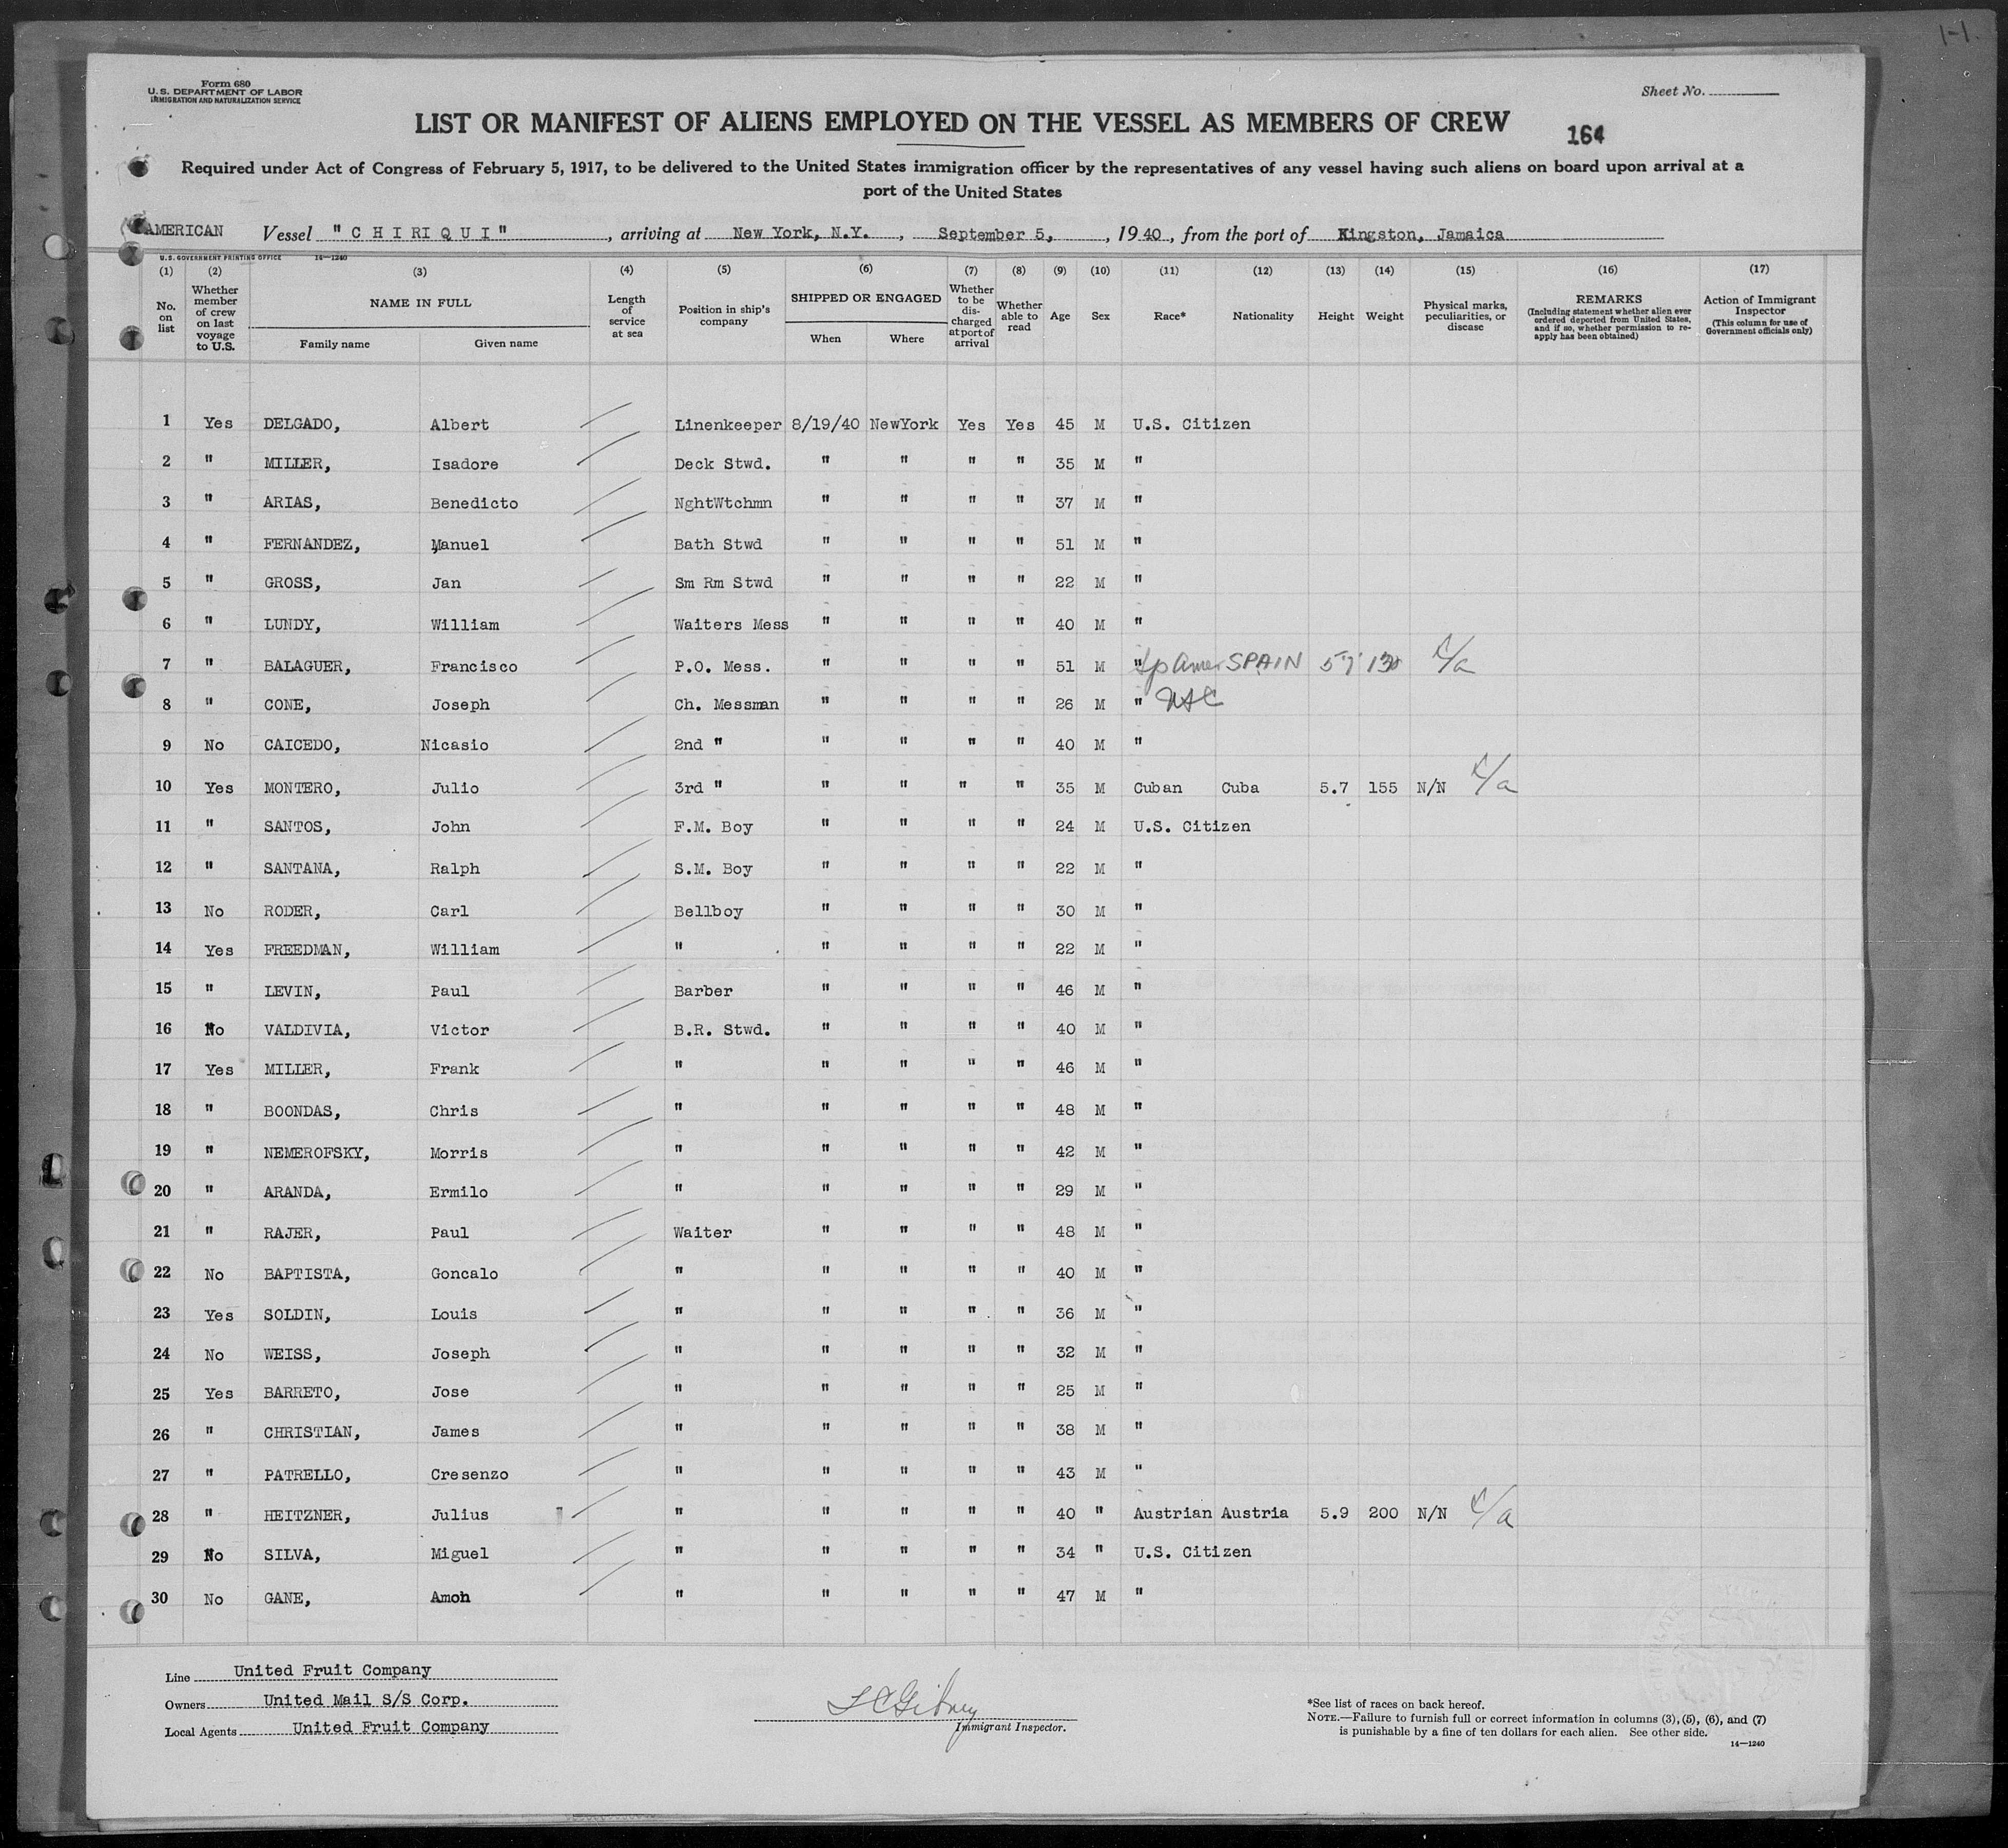 1-1.
Form 680
U.S. DEPARTMENT OF LABOR
IMMIGRATION AND NATURALIZATION SERVICE
Sheet No.
LIST OR MANIFEST OF ALIENS EMPLOYED ON THE VESSEL AS MEMBERS OF CREW
164
Required under Act of Congress of February 5, 1917, to be delivered to the United States immigration officer by the representatives of any vessel having such aliens on board upon arrival at a
port of the United States
AMERICAN Vessel "C H I R I Q U I", arriving at New York, N.Y., September 5, 1940, from the port of Kingston, Jamaica
U.S. GOVERNMENT PRINTING OFFICE 14—1240
(1) (2) (3) (4) (5) (6) (7) (8) (9) (10) (11) (12) (13) (14) (15) (16) (17)
No. on list
Whether member of crew on last voyage to U.S.
NAME IN FULL
Family name Given name
Length of service at sea
Position in ship's company
SHIPPED OR ENGAGED
When Where
Whether to be discharged at port of arrival
Whether able to read
Age Sex Race* Nationality Height Weight
Physical marks, peculiarities, or disease
REMARKS
(Including statement whether alien ever ordered deported from United States, and if so, whether permission to re-apply has been obtained)
Action of Immigrant Inspector
(This column for use of Government officials only)
1 Yes DELGADO, Albert Linenkeeper 8/19/40 NewYork Yes Yes 45 M U.S. Citizen
2 " MILLER, Isadore Deck Stwd. " " " " 35 M "
3 " ARIAS, Benedicto NghtWtchmn " " " " 37 M "
4 " FERNANDEZ, Manuel Bath Stwd " " " " 51 M "
5 " GROSS, Jan Sm Rm Stwd " " " " 22 M "
6 " LUNDY, William Waiters Mess " " " " 40 M "
7 " BALAGUER, Francisco P.O. Mess. " " " " 51 M " Sp Amer SPAIN 5-7 130 c/a
8 " CONE, Joseph Ch. Messman " " " " 26 M " USC
9 No CAICEDO, Nicasio 2nd " " " " " 40 M "
10 Yes MONTERO, Julio 3rd " " " " " 35 M Cuban Cuba 5.7 155 N/N c/a
11 " SANTOS, John F.M. Boy " " " " 24 M U.S. Citizen
12 " SANTANA, Ralph S.M. Boy " " " " 22 M "
13 No RODER, Carl Bellboy " " " " 30 M "
14 Yes FREEDMAN, William " " " " " 22 M "
15 " LEVIN, Paul Barber " " " " 46 M "
16 No VALDIVIA, Victor B.R. Stwd. " " " " 40 M "
17 Yes MILLER, Frank " " " " " 46 M "
18 " BOONDAS, Chris " " " " " 48 M "
19 " NEMEROFSKY, Morris " " " " " 42 M "
20 " ARANDA, Ermilo " " " " " 29 M "
21 " RAJER, Paul Waiter " " " " 48 M "
22 No BAPTISTA, Goncalo " " " " " 40 M "
23 Yes SOLDIN, Louis " " " " " 36 M "
24 No WEISS, Joseph " " " " " 32 M "
25 Yes BARRETO, Jose " " " " " 25 M "
26 " CHRISTIAN, James " " " " " 38 M "
27 " PATRELLO, Cresenzo " " " " " 43 M "
28 " HEITZNER, Julius " " " " " 40 " Austrian Austria 5.9 200 N/N c/a
29 No SILVA, Miguel " " " " " 34 " U.S. Citizen
30 No GANE, Amon " " " " " 47 M "
Line United Fruit Company
Owners United Mail S/S Corp.
Local Agents United Fruit Company
Immigrant Inspector.
*See list of races on back hereof.
NOTE.—Failure to furnish full or correct information in columns (3), (5), (6), and (7)
is punishable by a fine of ten dollars for each alien. See other side.
14—1240